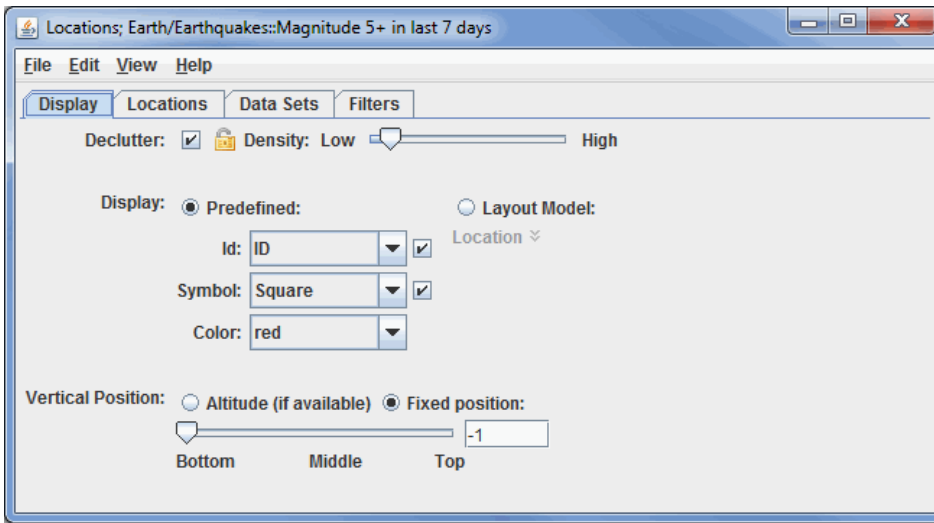 Locations; Earth/Earthquakes::Magnitude 5+ in last 7 days
File Edit View Help
Display Locations Data Sets Filters
Declutter: Density: Low High
Display: Predefined: Layout Model:
Id: ID Location
Symbol: Square
Color: red
Vertical Position: Altitude (if available) Fixed position:
-1
Bottom Middle Top